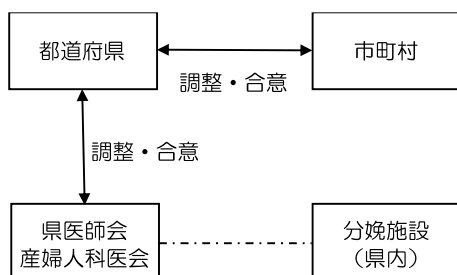 都道府県
市町村
調整・合意
調整・合意
県医師会
産婦人科医会
分娩施設
（県内）